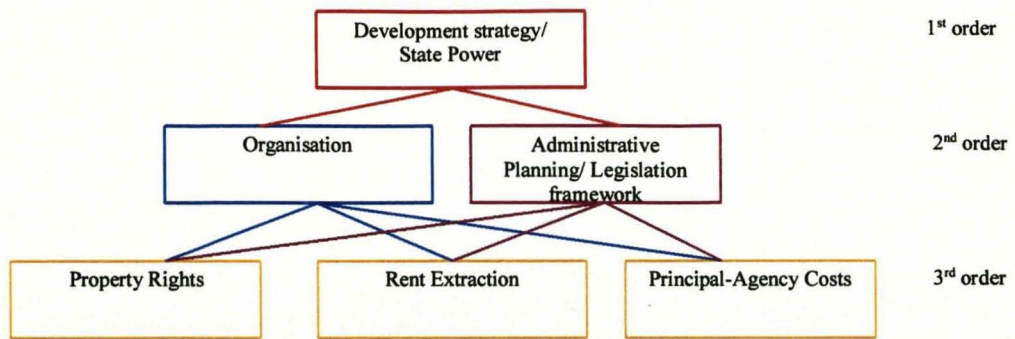 Development strategy/
State Power
1st order
Organisation
Administrative
Planning/ Legislation
framework
2nd order
Property Rights
Rent Extraction
Principal-Agency Costs
3rd order